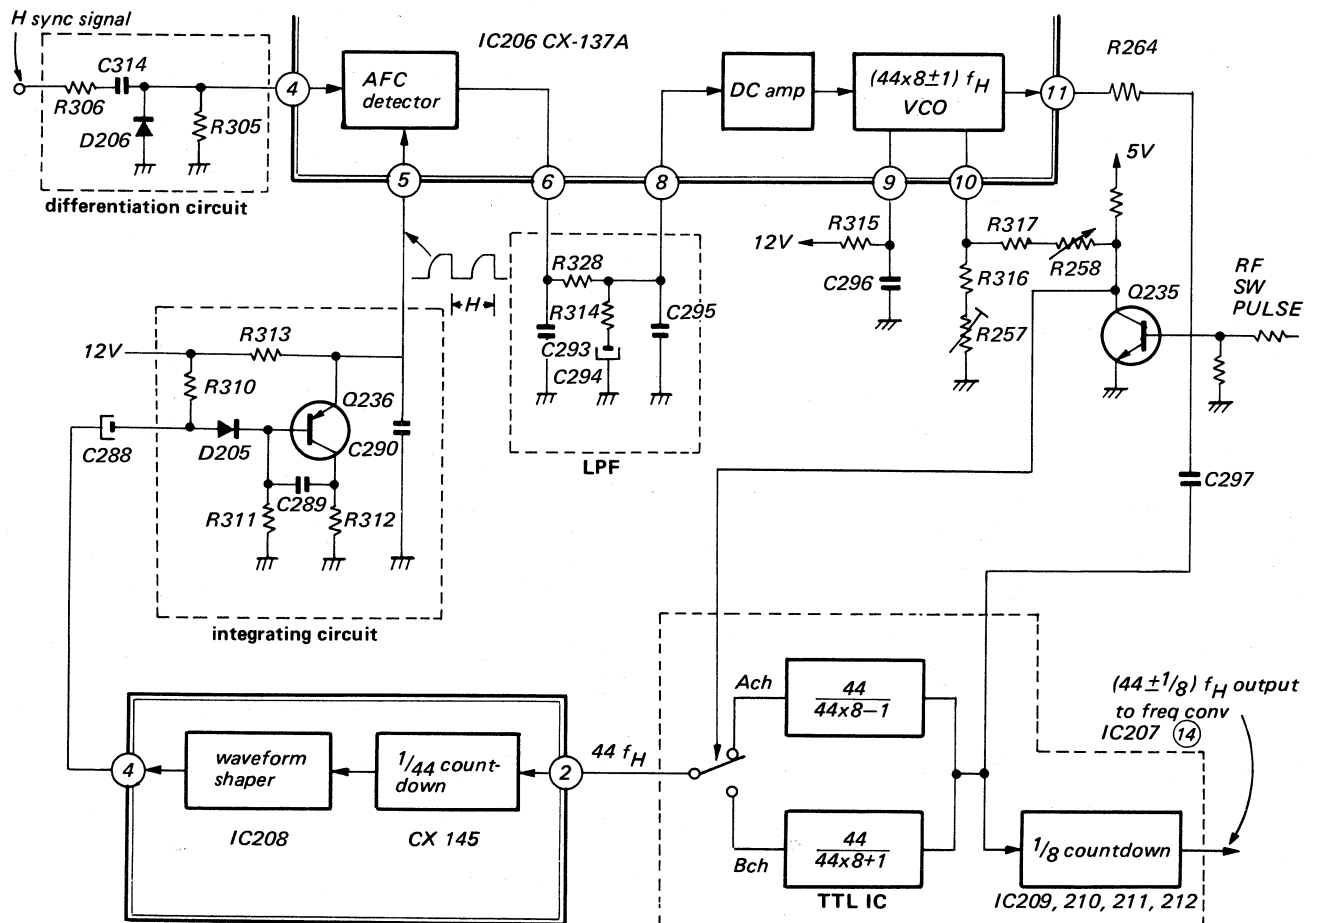 H sync signal
C314
R306
D206
R305
differentiation circuit
4
AFC
detector
IC206 CX-137A
DC amp
(44x8±1) fH
VCO
11
R264
5
6
8
9
10
5V
12V
R315
C296
R317
R258
R316
R257
Q235
RF
SW
PULSE
H
R328
R314
C293
C294
C295
LPF
12V
R313
R310
Q236
C288
D205
C290
C289
R311
R312
integrating circuit
C297
4
waveform
shaper
IC208
1/44 count-
down
CX 145
2
44 fH
Ach
44
44x8−1
Bch
44
44x8+1
TTL IC
1/8 countdown
IC209, 210, 211, 212
(44 ±1/8) fH output
to freq conv
IC207 14